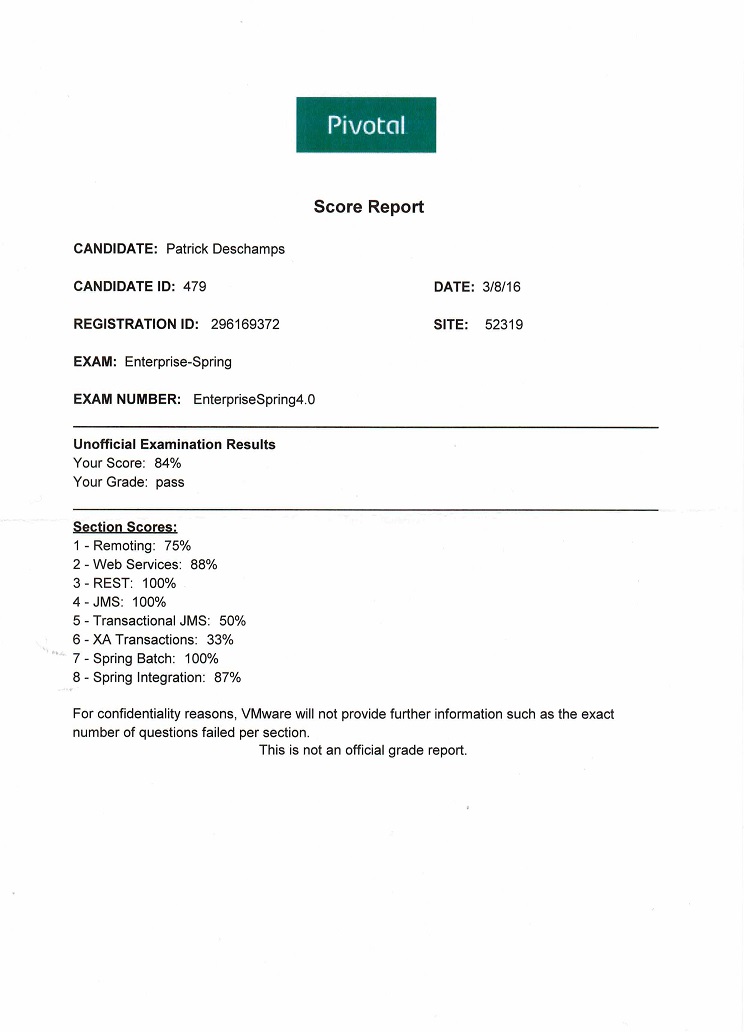 Pivotal
Score Report
CANDIDATE: Patrick Deschamps
CANDIDATE ID: 479 DATE: 3/8/16
REGISTRATION ID: 296169372 SITE: 52319
EXAM: Enterprise-Spring
EXAM NUMBER: EnterpriseSpring4.0
Unofficial Examination Results
Your Score: 84%
Your Grade: pass
Section Scores:
1 - Remoting: 75%
2 - Web Services: 88%
3 - REST: 100%
4 - JMS: 100%
5 - Transactional JMS: 50%
6 - XA Transactions: 33%
7 - Spring Batch: 100%
8 - Spring Integration: 87%
For confidentiality reasons, VMware will not provide further information such as the exact
number of questions failed per section.
This is not an official grade report.